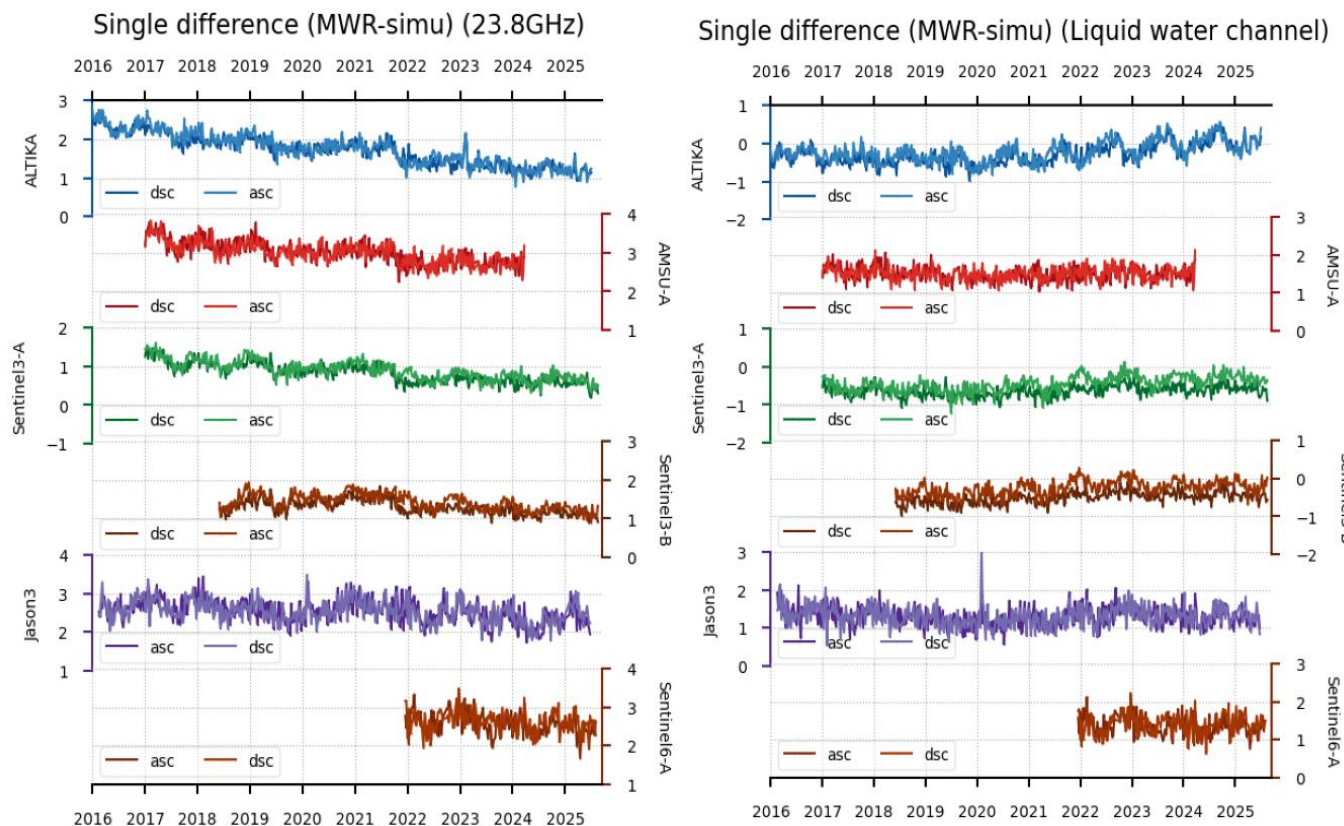 Single difference (MWR-simu) (23.8GHz)
2016 2017 2018 2019 2020 2021 2022 2023 2024 2025
ALTIKA
3
2
1
0
dsc asc
AMSU-A
4
3
2
1
dsc asc
Sentinel3-A
2
1
0
−1
dsc asc
Sentinel3-B
3
2
1
0
dsc asc
Jason3
4
3
2
1
asc dsc
Sentinel6-A
4
3
2
1
asc dsc
2016 2017 2018 2019 2020 2021 2022 2023 2024 2025
Single difference (MWR-simu) (Liquid water channel)
2016 2017 2018 2019 2020 2021 2022 2023 2024 2025
ALTIKA
1
0
−1
−2
dsc asc
AMSU-A
3
2
1
0
dsc asc
Sentinel3-A
1
0
−1
−2
dsc asc
1
0
−1
−2
dsc asc
Jason3
3
2
1
0
asc dsc
Sentinel6-A
3
2
1
0
asc dsc
2016 2017 2018 2019 2020 2021 2022 2023 2024 2025